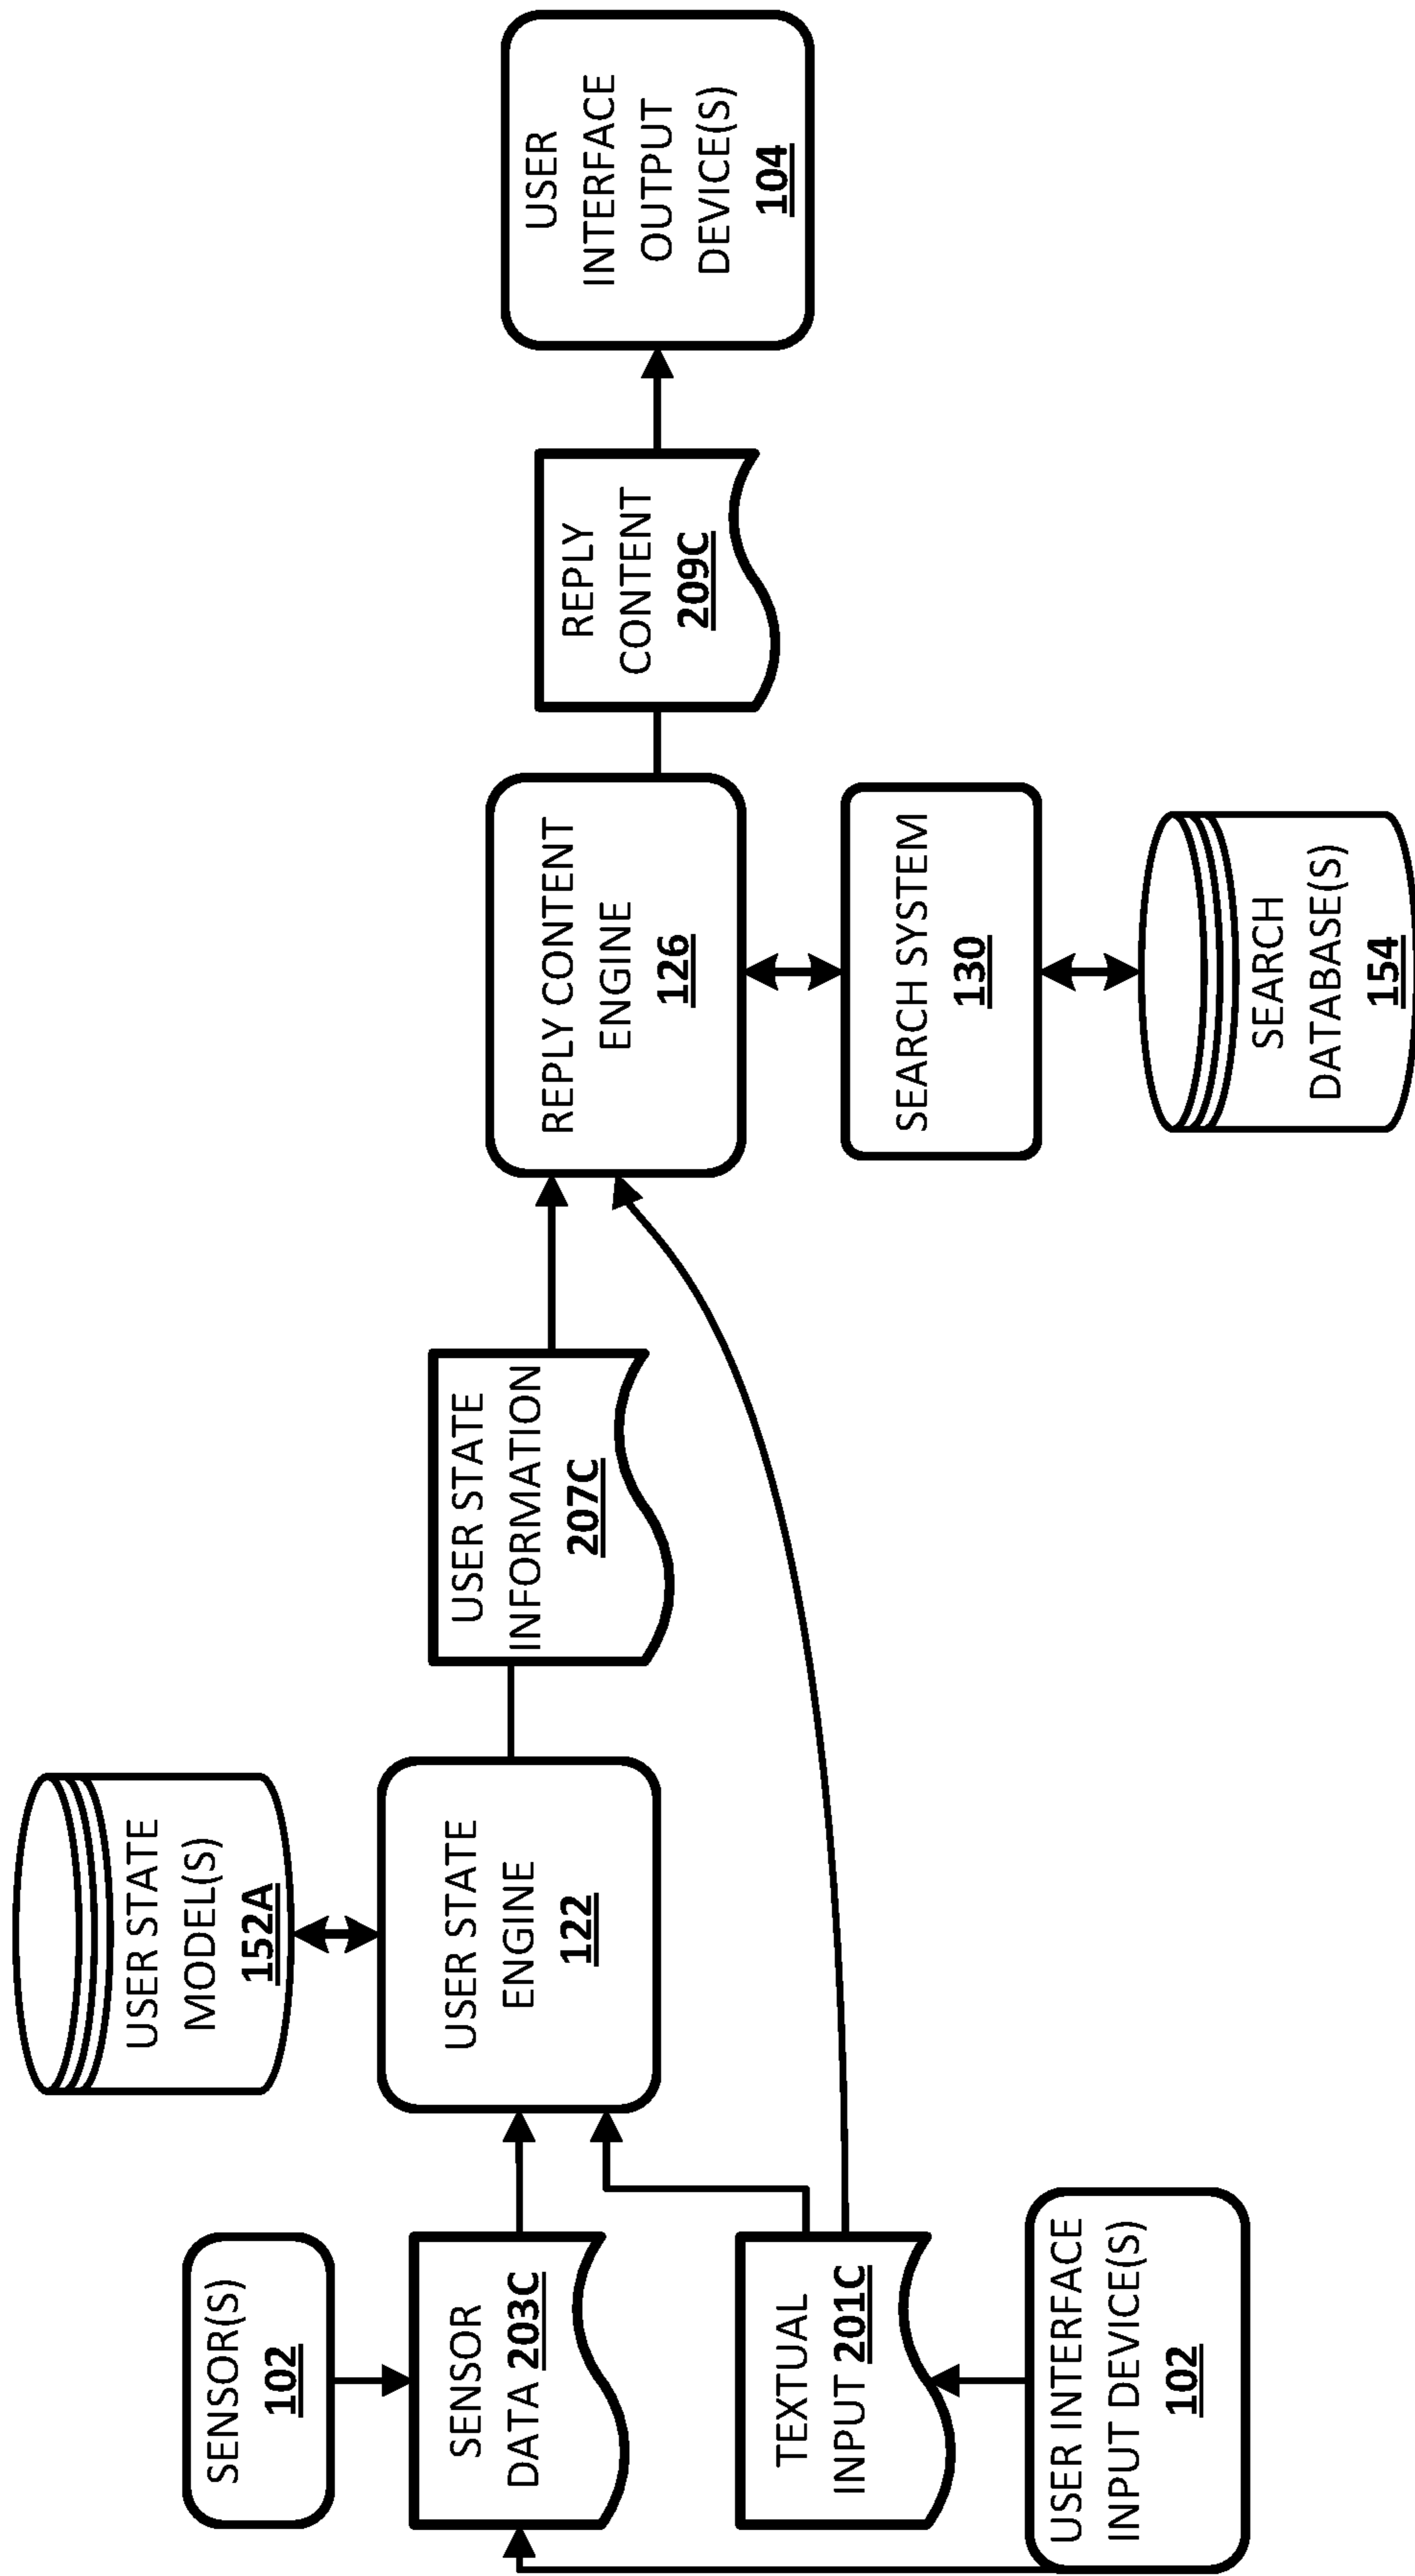 SENSOR(S)
102
SENSOR
DATA 203C
TEXTUAL
INPUT 201C
USER INTERFACE
INPUT DEVICE(S)
102
USER STATE
MODEL(S)
152A
USER STATE
ENGINE
122
USER STATE
INFORMATION
207C
REPLY CONTENT
ENGINE
126
SEARCH SYSTEM
130
SEARCH
DATABASE(S)
154
REPLY
CONTENT
209C
USER
INTERFACE
OUTPUT
DEVICE(S)
104